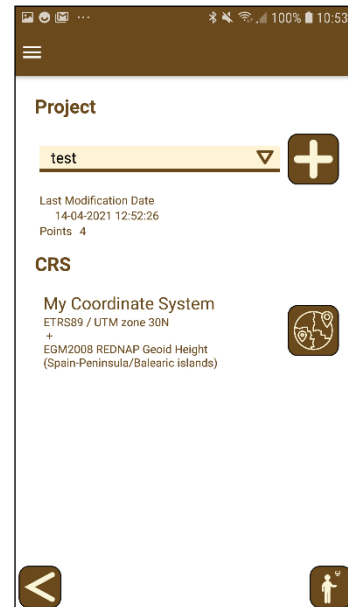 100% 10:53
Project
test
Last Modification Date
14-04-2021 12:52:26
Points 4
CRS
My Coordinate System
ETRS89 / UTM zone 30N
+
EGM2008 REDNAP Geoid Height
(Spain-Peninsula/Balearic islands)